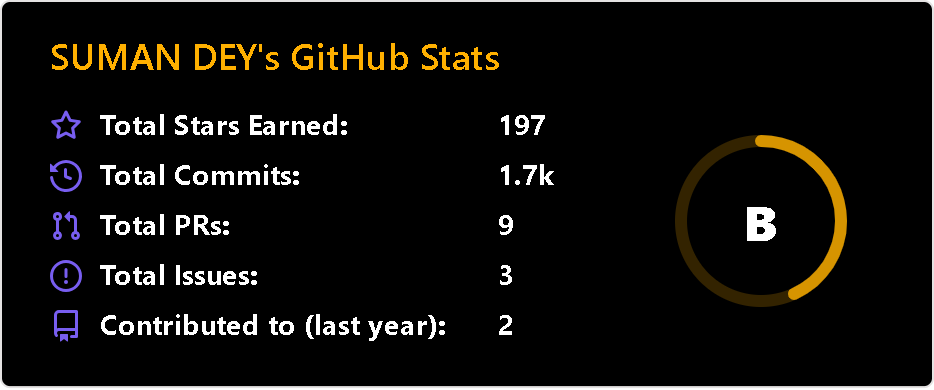 SUMAN DEY's GitHub Stats
Total Stars Earned: 197
Total Commits: 1.7k
Total PRs: 9
Total Issues: 3
Contributed to (last year): 2
B